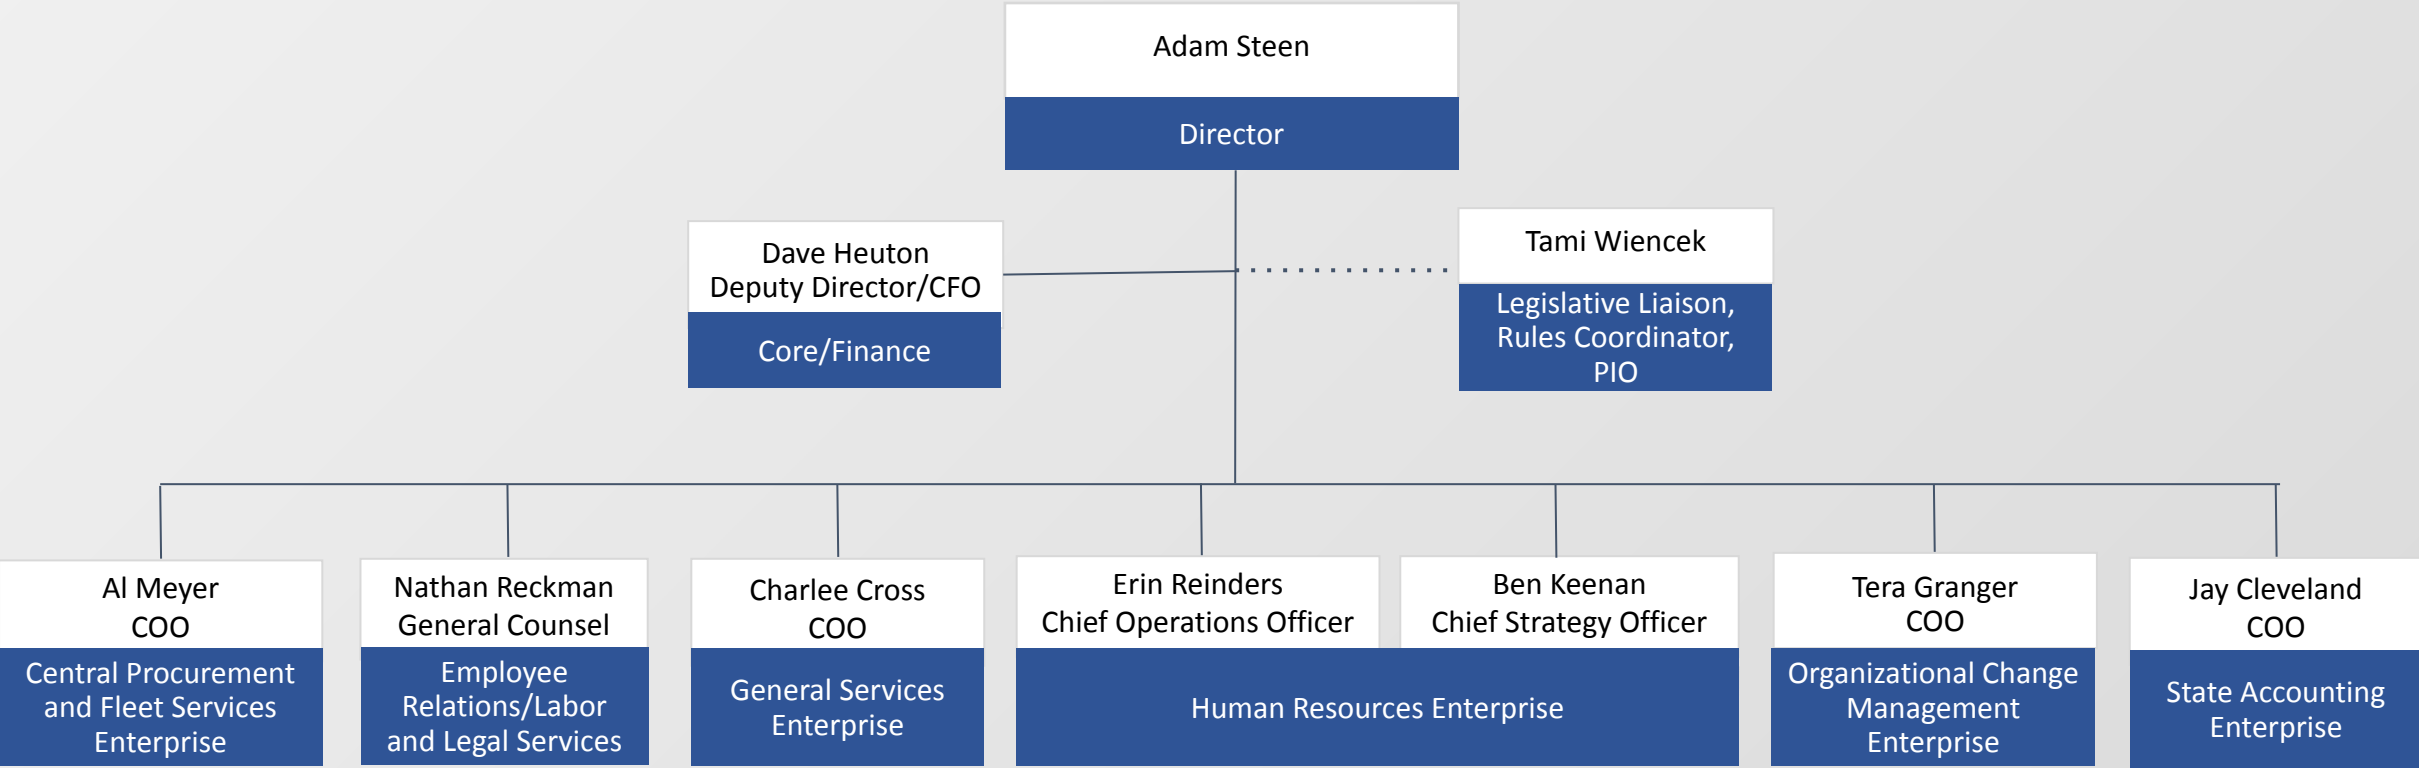 Adam Steen
Director
Dave Heuton
Deputy Director/CFO
Core/Finance
Tami Wiencek
Legislative Liaison,
Rules Coordinator,
PIO
Al Meyer
COO
Central Procurement
and Fleet Services
Enterprise
Nathan Reckman
General Counsel
Employee
Relations/Labor
and Legal Services
Charlee Cross
COO
General Services
Enterprise
Erin Reinders
Chief Operations Officer
Ben Keenan
Chief Strategy Officer
Human Resources Enterprise
Tera Granger
COO
Organizational Change
Management
Enterprise
Jay Cleveland
COO
State Accounting
Enterprise